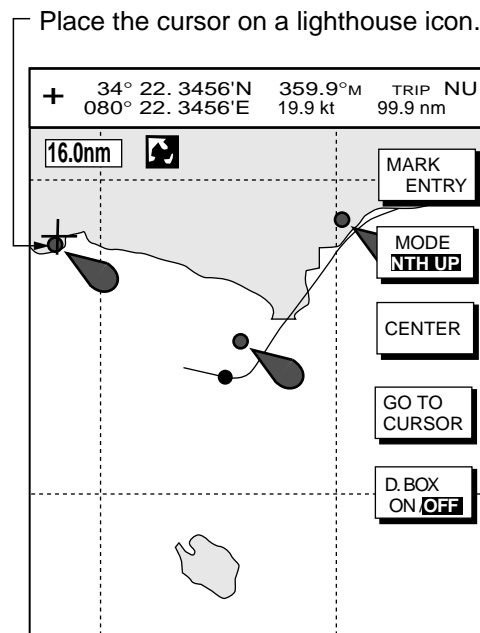 Place the cursor on a lighthouse icon.
+ 34° 22. 3456'N 359.9°M TRIP NU
080° 22. 3456'E 19.9 kt 99.9 nm
16.0nm
MARK
ENTRY
MODE
NTH UP
CENTER
GO TO
CURSOR
D. BOX
ON /OFF